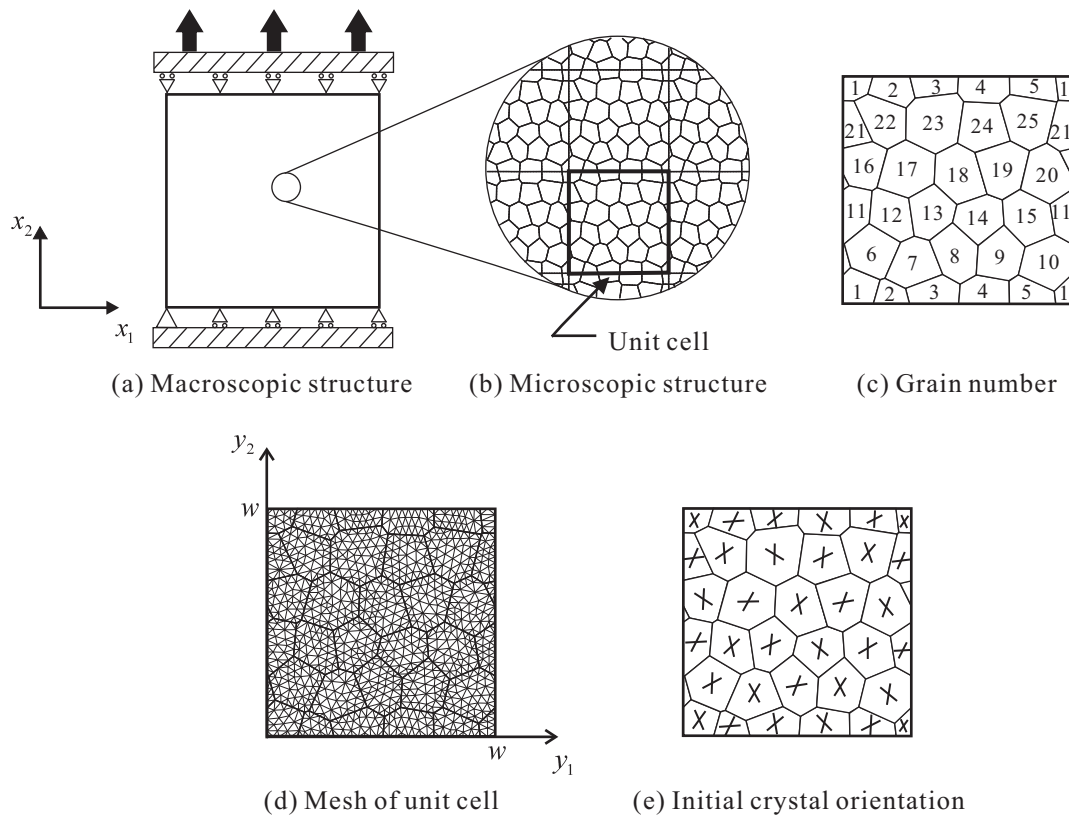 1 2 3 4 5 1
21 22 23 24 25 21
16 17 18 19 20
11 12 13 14 15 11
6 7 8 9 10
1 2 3 4 5 1
x2
x1
Unit cell
(a) Macroscopic structure
(b) Microscopic structure
(c) Grain number
y2
w
w
y1
(d) Mesh of unit cell
(e) Initial crystal orientation